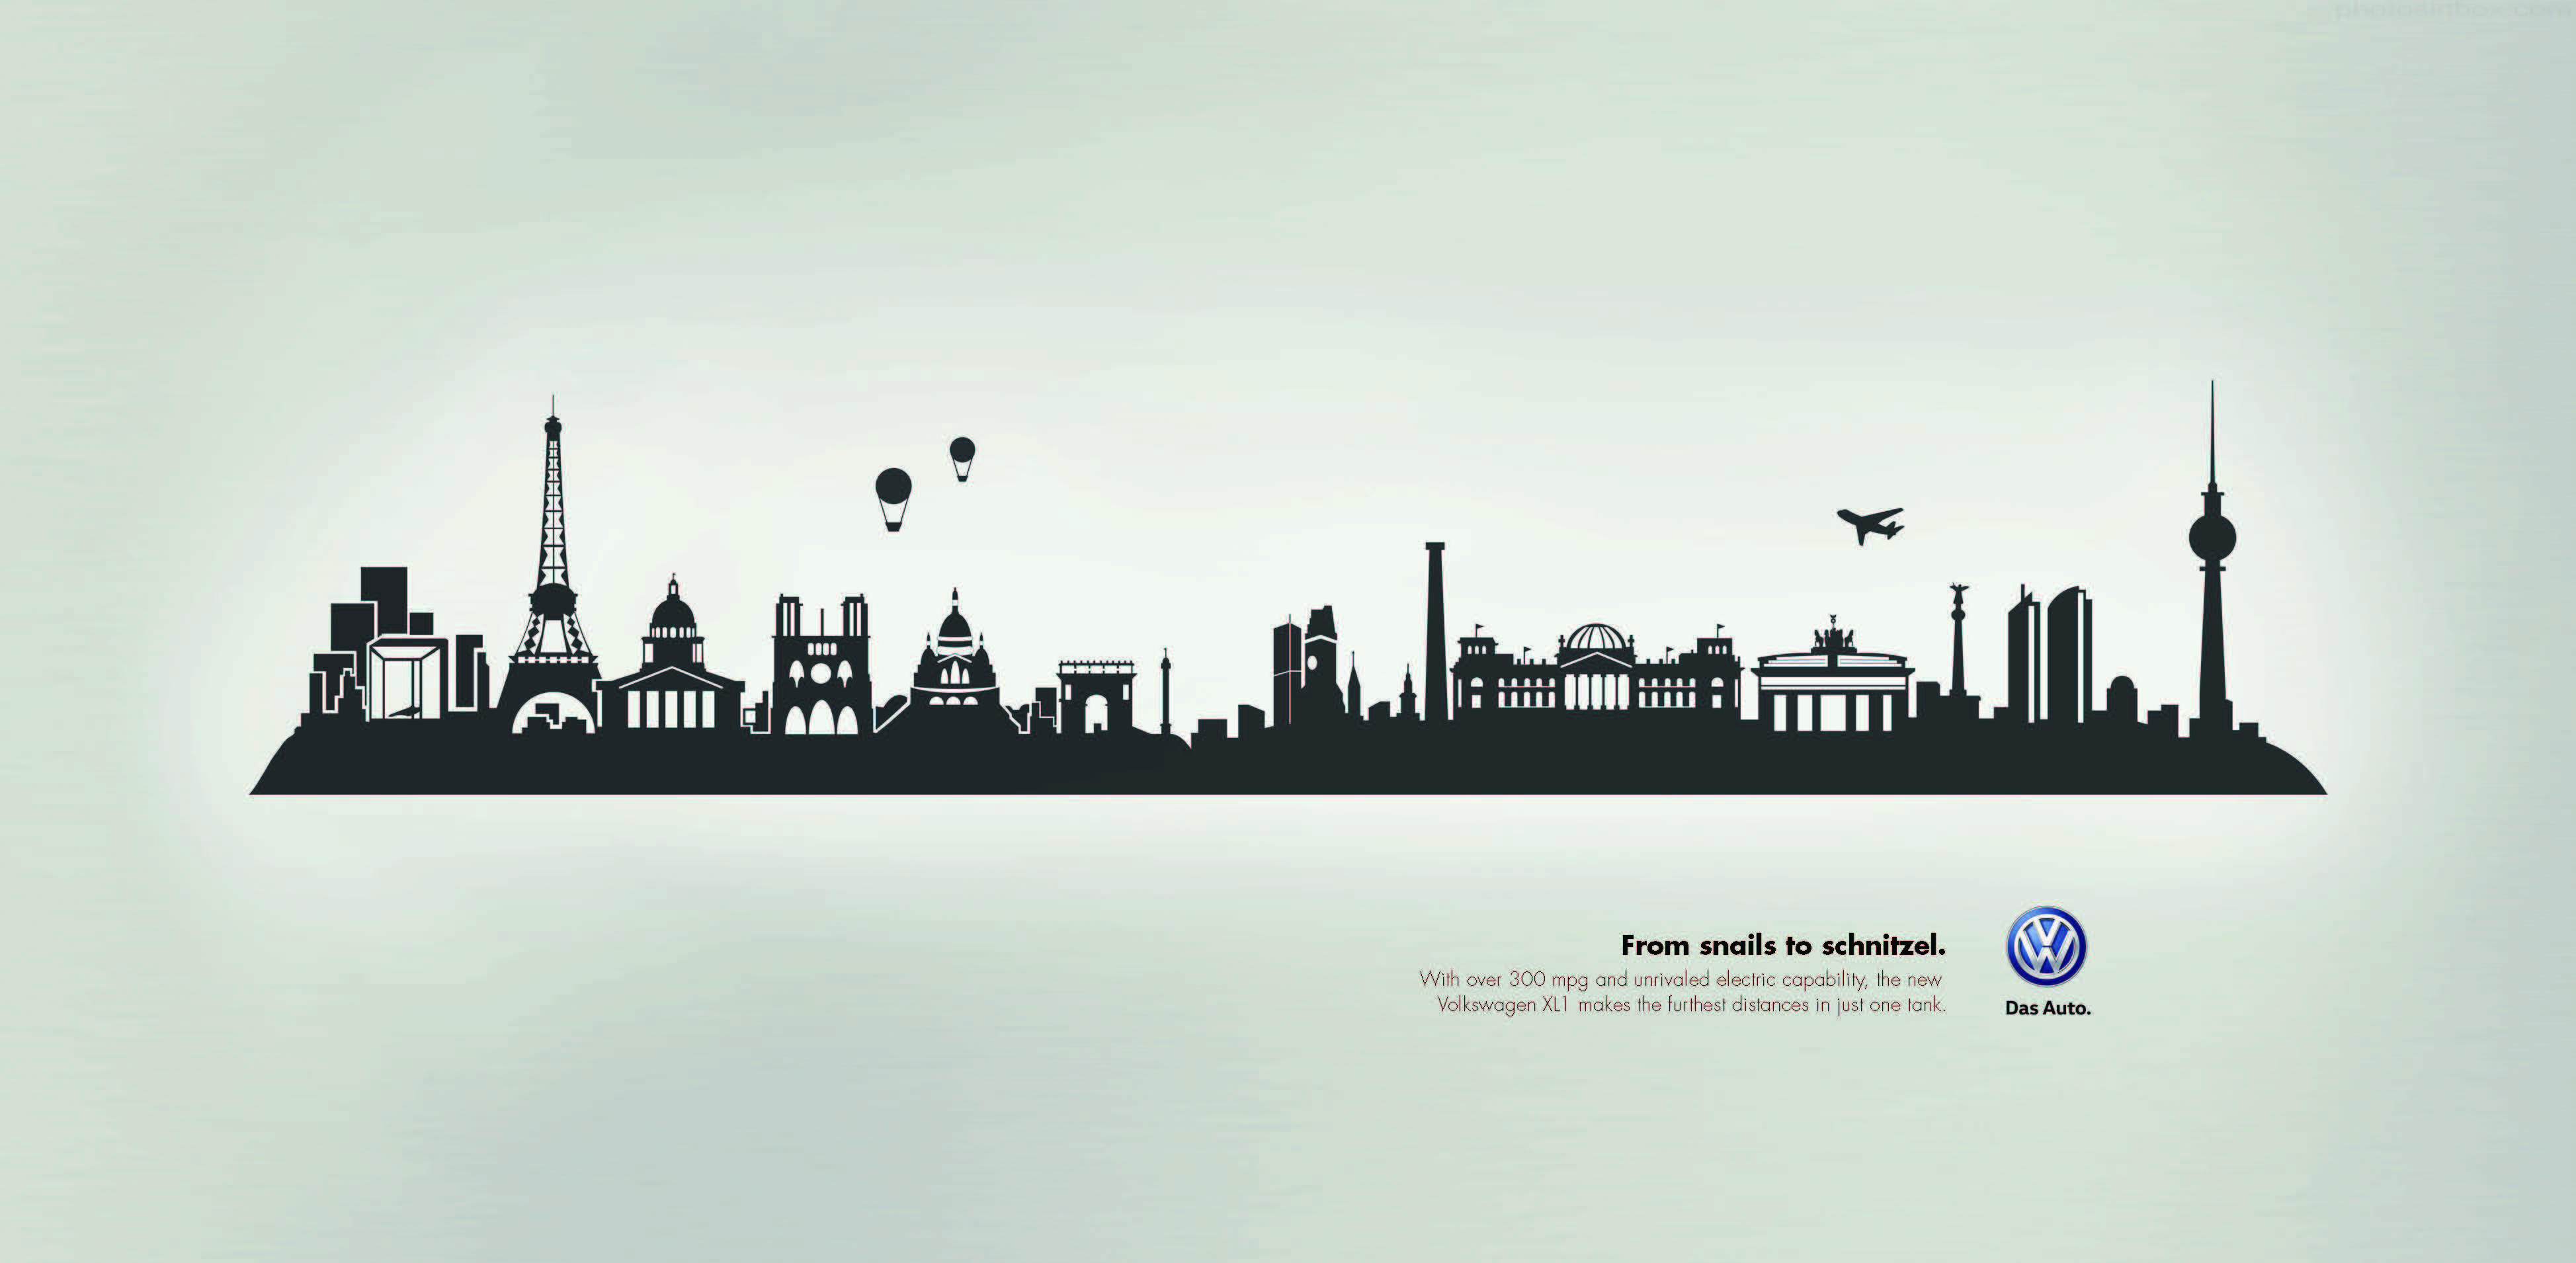 From snails to schnitzel.
With over 300 mpg and unrivaled electric capability, the new
Volkswagen XL1 makes the furthest distances in just one tank.
Das Auto.